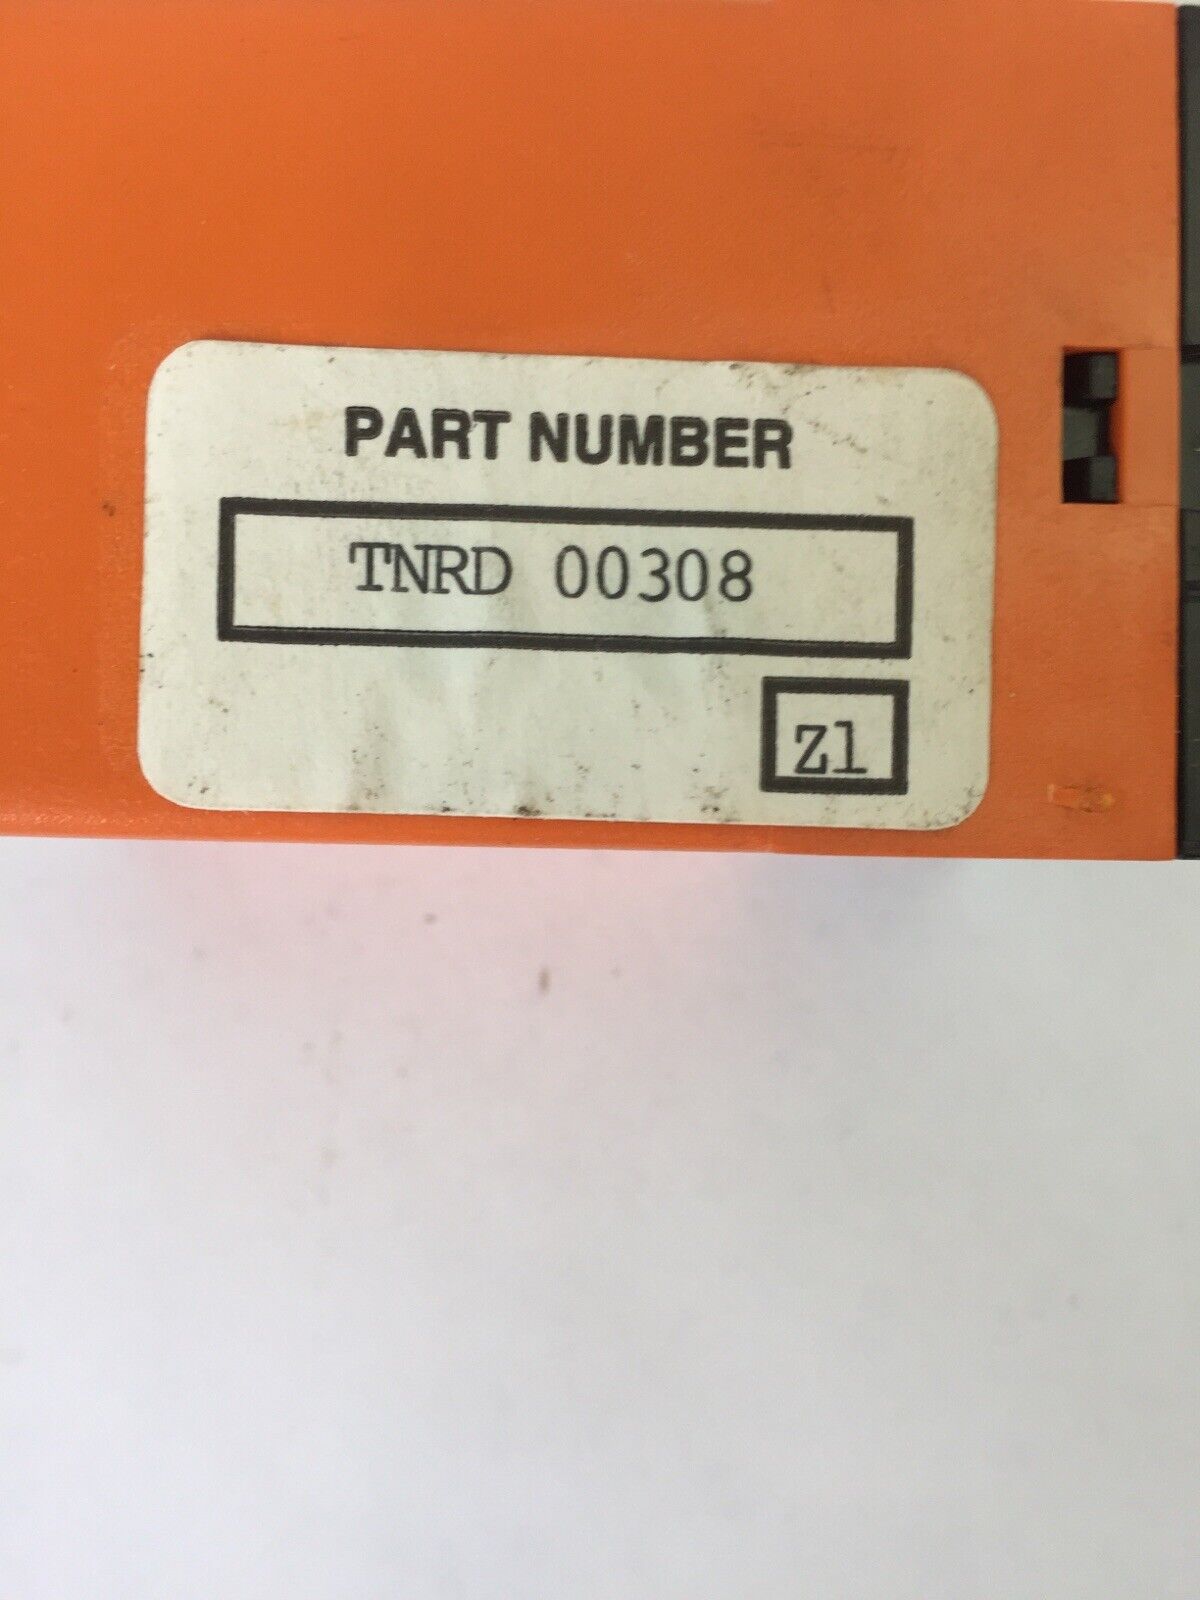 PART NUMBER
TNRD 00308
Z1